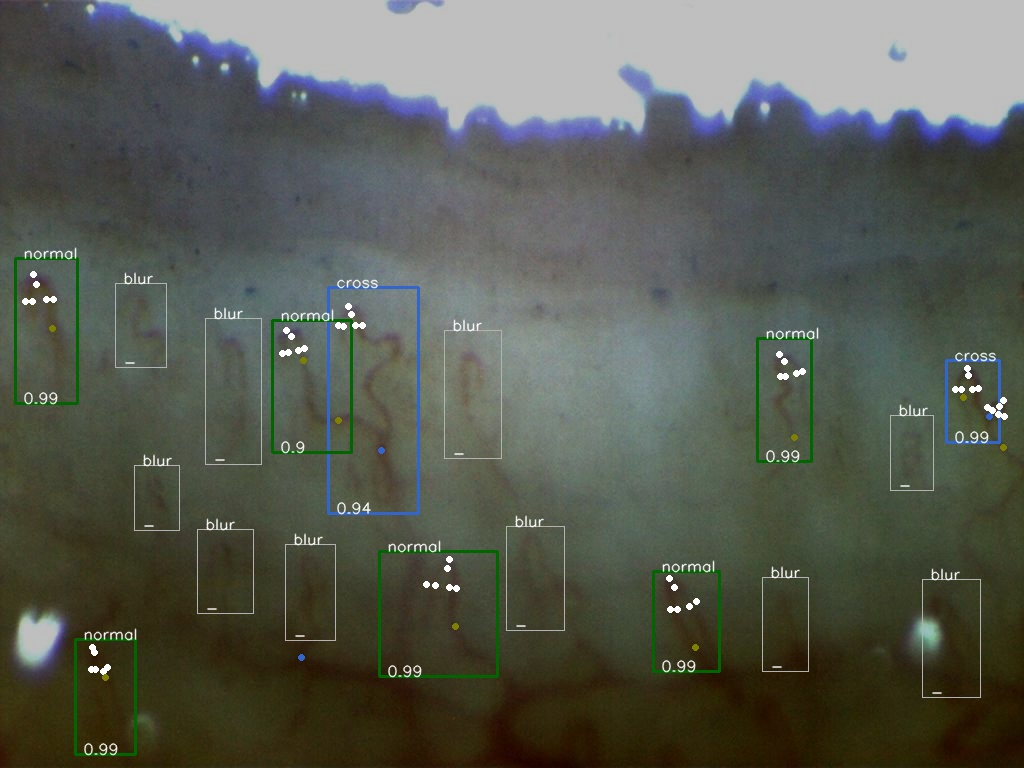 normal
0.99
blur
–
blur
–
normal
0.9
cross
0.94
blur
–
normal
0.99
cross
0.99
blur
–
blur
–
blur
–
blur
–
normal
0.99
blur
–
normal
0.99
blur
–
blur
–
normal
0.99